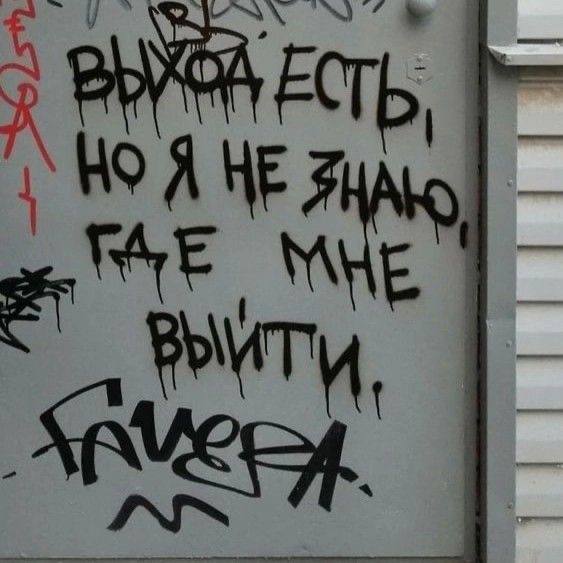 ВЫХОД ЕСТЬ,
НО Я НЕ ЗНАЮ,
ГДЕ МНЕ
ВЫЙТИ.